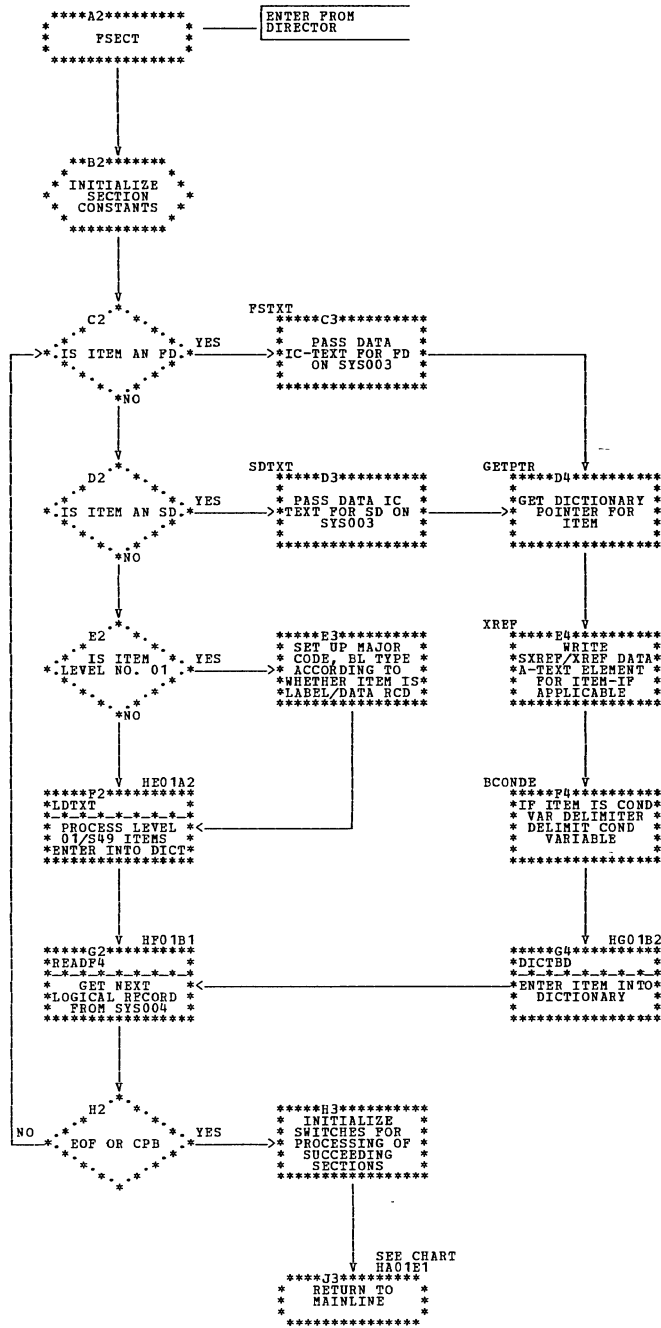 A2
FSECT
ENTER FROM
DIRECTOR
B2
INITIALIZE
SECTION
CONSTANTS
C2
IS ITEM AN FD
YES
NO
FSTXT
C3
PASS DATA
IC-TEXT FOR FD
ON SYS003
D2
IS ITEM AN SD
YES
NO
SDTXT
D3
PASS DATA IC
TEXT FOR SD ON
SYS003
GETPTR
D4
GET DICTIONARY
POINTER FOR
ITEM
E2
IS ITEM
LEVEL NO. 01
YES
NO
E3
SET UP MAJOR
CODE, BL TYPE
ACCORDING TO
WHETHER ITEM IS
LABEL/DATA RCD
XREF
E4
WRITE
SXREF/XREF DATA
A-TEXT ELEMENT
FOR ITEM-IF
APPLICABLE
HE01A2
F2
LDTXT
PROCESS LEVEL
01/S49 ITEMS
ENTER INTO DICT
BCONDE
F4
IF ITEM IS COND
VAR DELIMITER
DELIMIT COND
VARIABLE
HF01B1
G2
READF4
GET NEXT
LOGICAL RECORD
FROM SYS004
HG01B2
G4
DICTBD
ENTER ITEM INTO
DICTIONARY
H2
NO
EOF OR CPB
YES
H3
INITIALIZE
SWITCHES FOR
PROCESSING OF
SUCCEEDING
SECTIONS
SEE CHART
HA01E1
J3
RETURN TO
MAINLINE